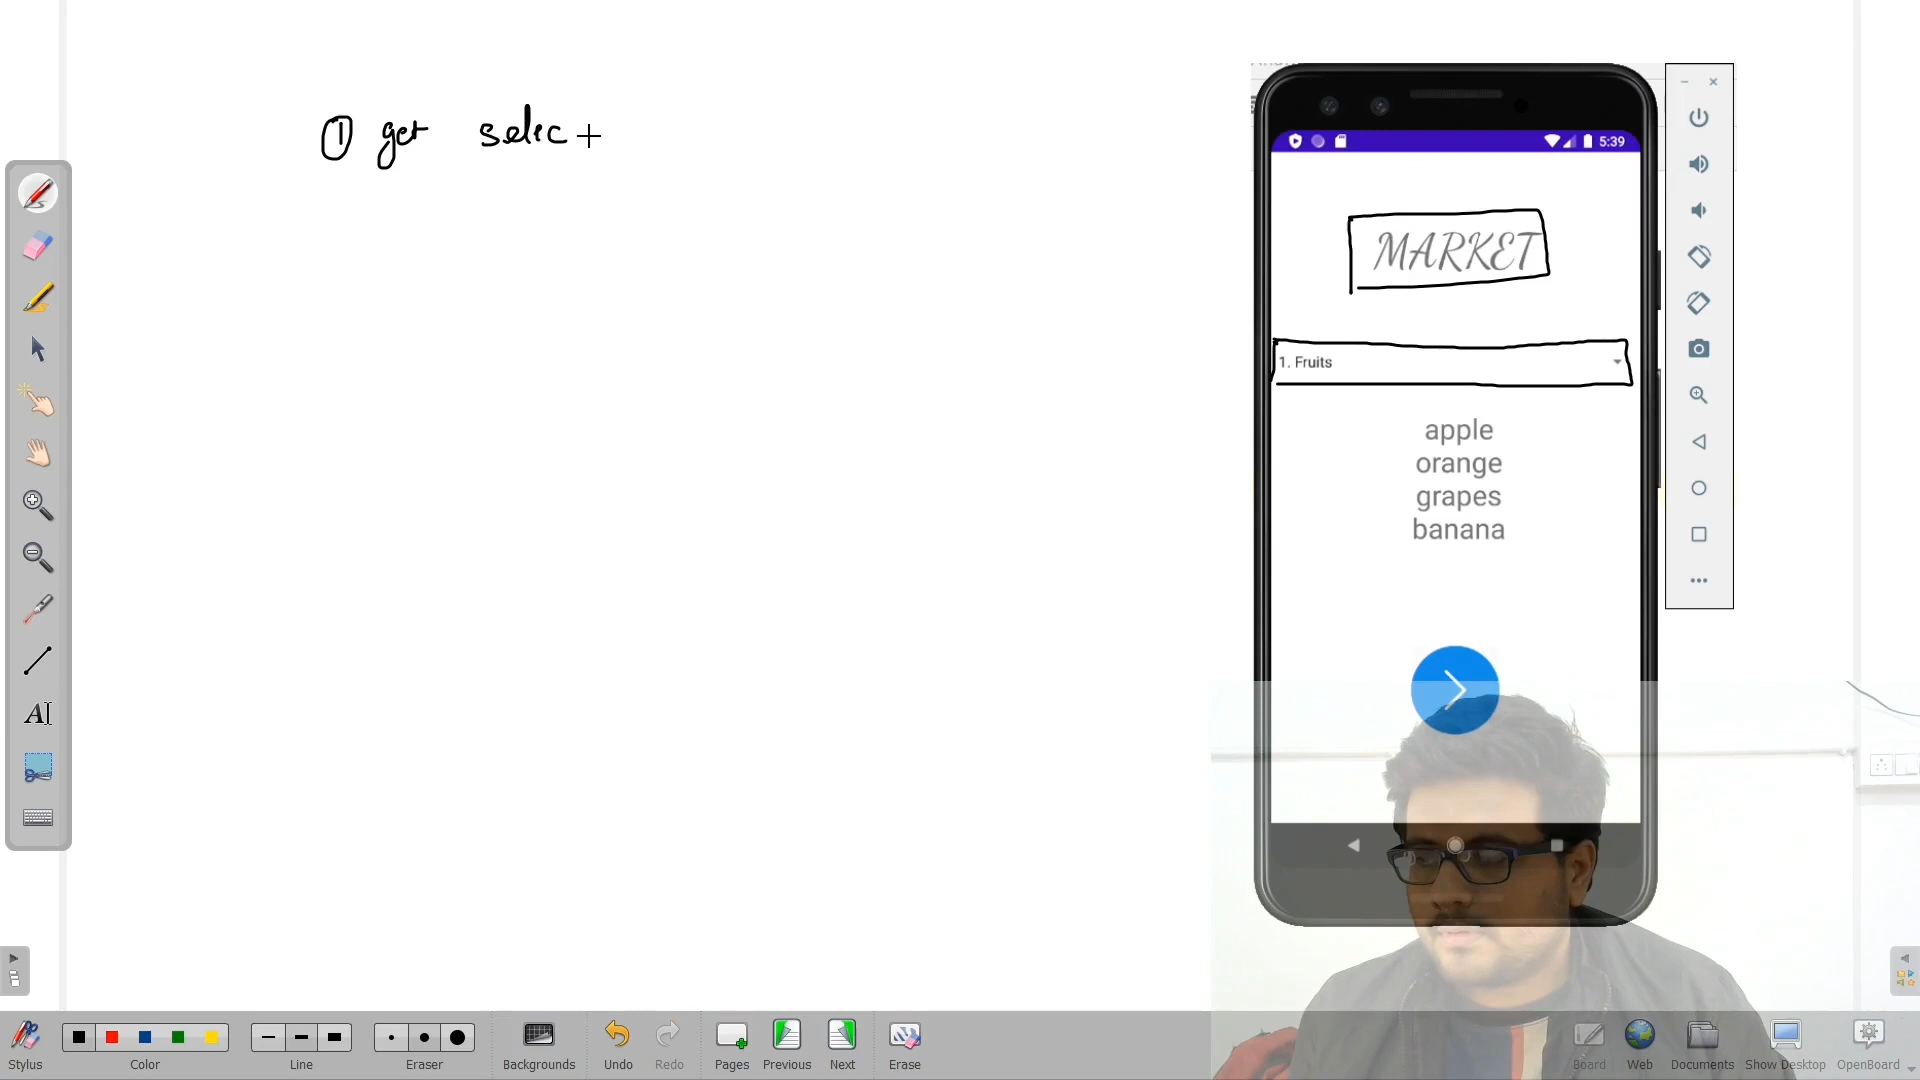 ① get selec
5:39
MARKET
1. Fruits
apple
orange
grapes
banana
Stylus
Color
Line
Eraser
Backgrounds
Undo
Redo
Pages
Previous
Next
Erase
Board
Web
Documents
Show Desktop
OpenBoard